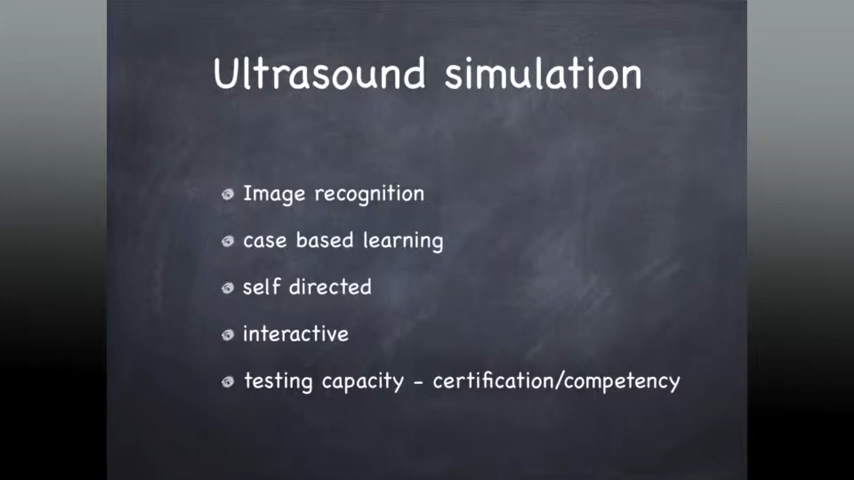 Ultrasound simulation
Image recognition
case based learning
self directed
interactive
testing capacity - certification/competency